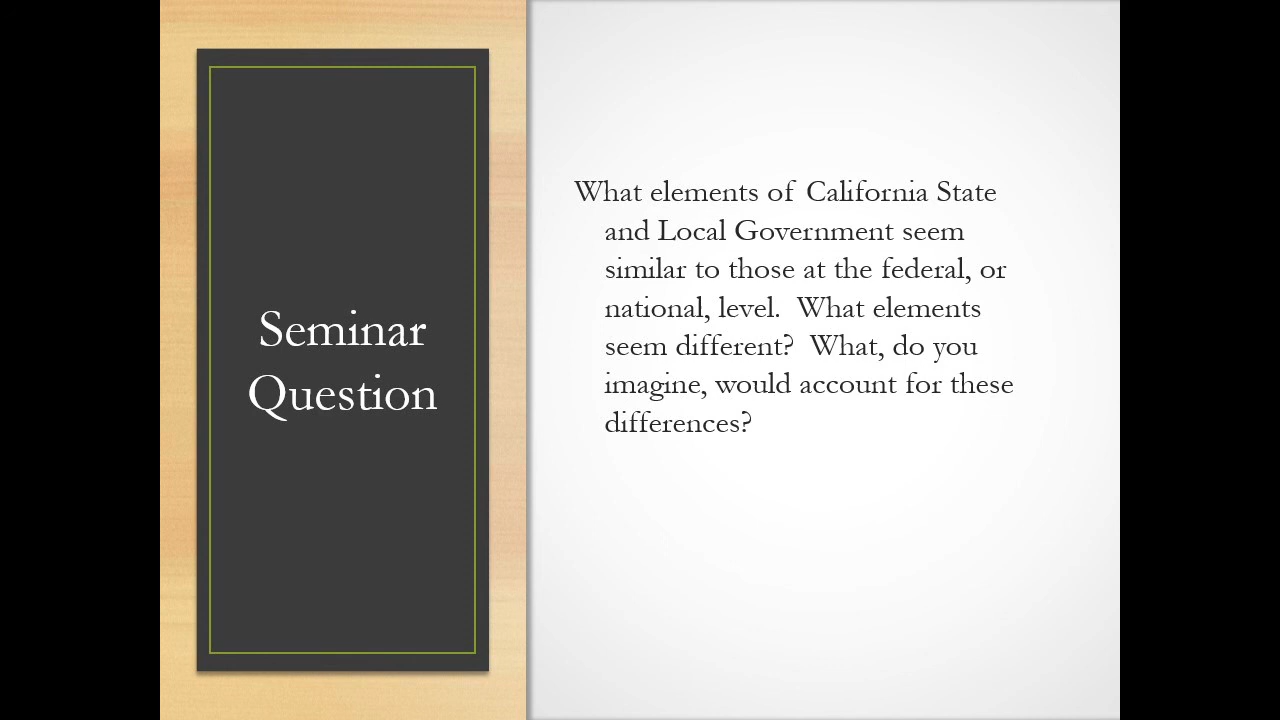 Seminar
Question
What elements of California State
and Local Government seem
similar to those at the federal, or
national, level.  What elements
seem different?  What, do you
imagine, would account for these
differences?